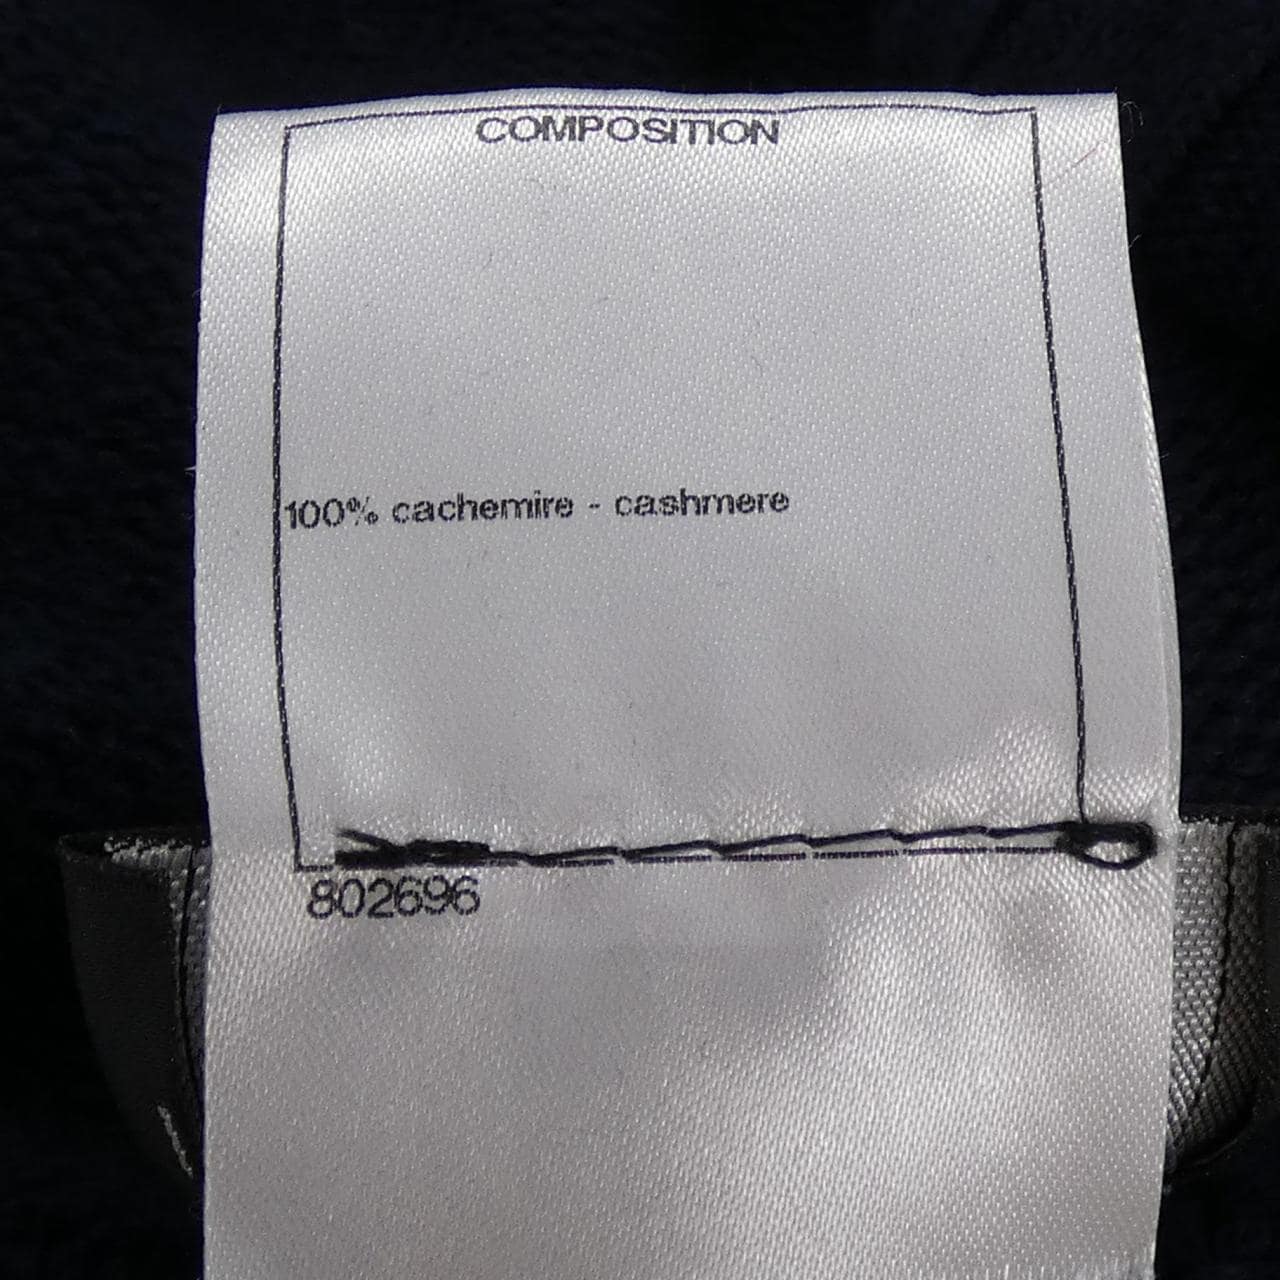 COMPOSITION
100% cachemire - cashmere
802696